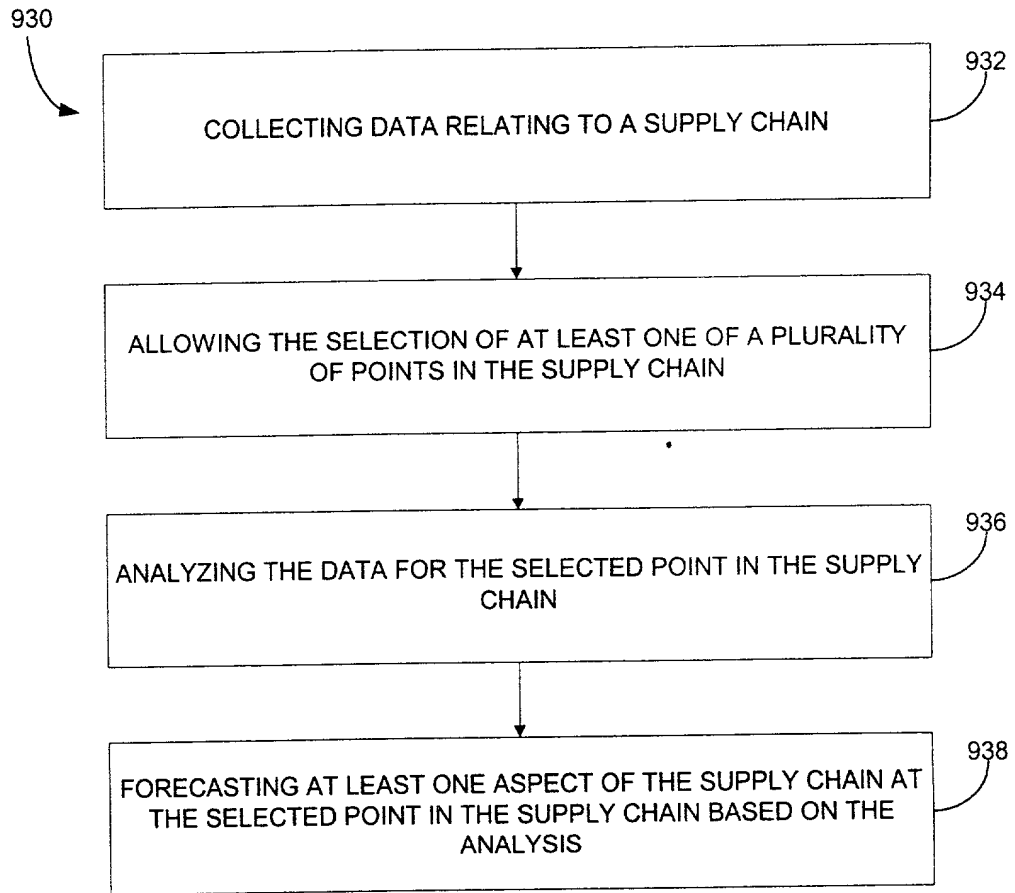 930
932
COLLECTING DATA RELATING TO A SUPPLY CHAIN
934
ALLOWING THE SELECTION OF AT LEAST ONE OF A PLURALITY
OF POINTS IN THE SUPPLY CHAIN
936
ANALYZING THE DATA FOR THE SELECTED POINT IN THE SUPPLY
CHAIN
938
FORECASTING AT LEAST ONE ASPECT OF THE SUPPLY CHAIN AT
THE SELECTED POINT IN THE SUPPLY CHAIN BASED ON THE
ANALYSIS